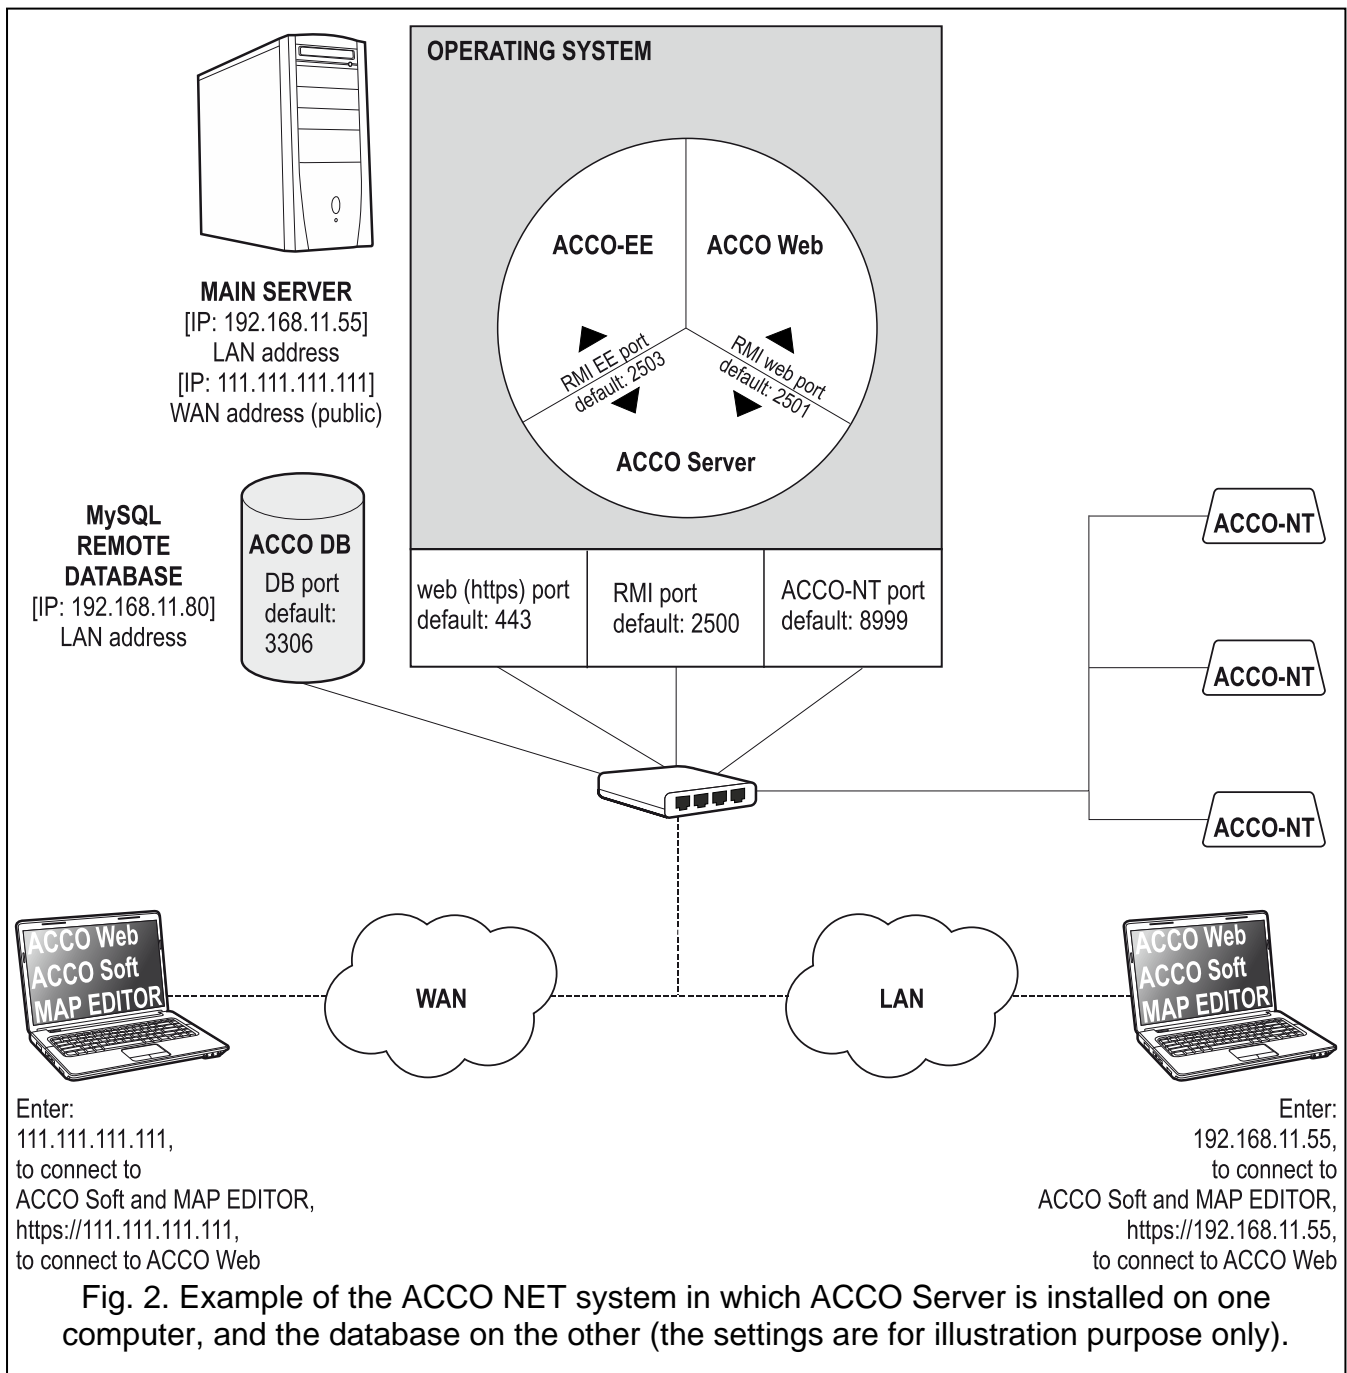 OPERATING SYSTEM
ACCO-EE
ACCO Web
RMI EE port
default: 2503
RMI web port
default: 2501
ACCO Server
MAIN SERVER
[IP: 192.168.11.55]
LAN address
[IP: 111.111.111.111]
WAN address (public)
MySQL
REMOTE
DATABASE
[IP: 192.168.11.80]
LAN address
ACCO DB
DB port
default:
3306
web (https) port
default: 443
RMI port
default: 2500
ACCO-NT port
default: 8999
ACCO-NT
ACCO-NT
ACCO-NT
ACCO Web
ACCO Soft
MAP EDITOR
WAN
LAN
ACCO Web
ACCO Soft
MAP EDITOR
Enter:
111.111.111.111,
to connect to
ACCO Soft and MAP EDITOR,
https://111.111.111.111,
to connect to ACCO Web
Enter:
192.168.11.55,
to connect to
ACCO Soft and MAP EDITOR,
https://192.168.11.55,
to connect to ACCO Web
Fig. 2. Example of the ACCO NET system in which ACCO Server is installed on one
computer, and the database on the other (the settings are for illustration purpose only).